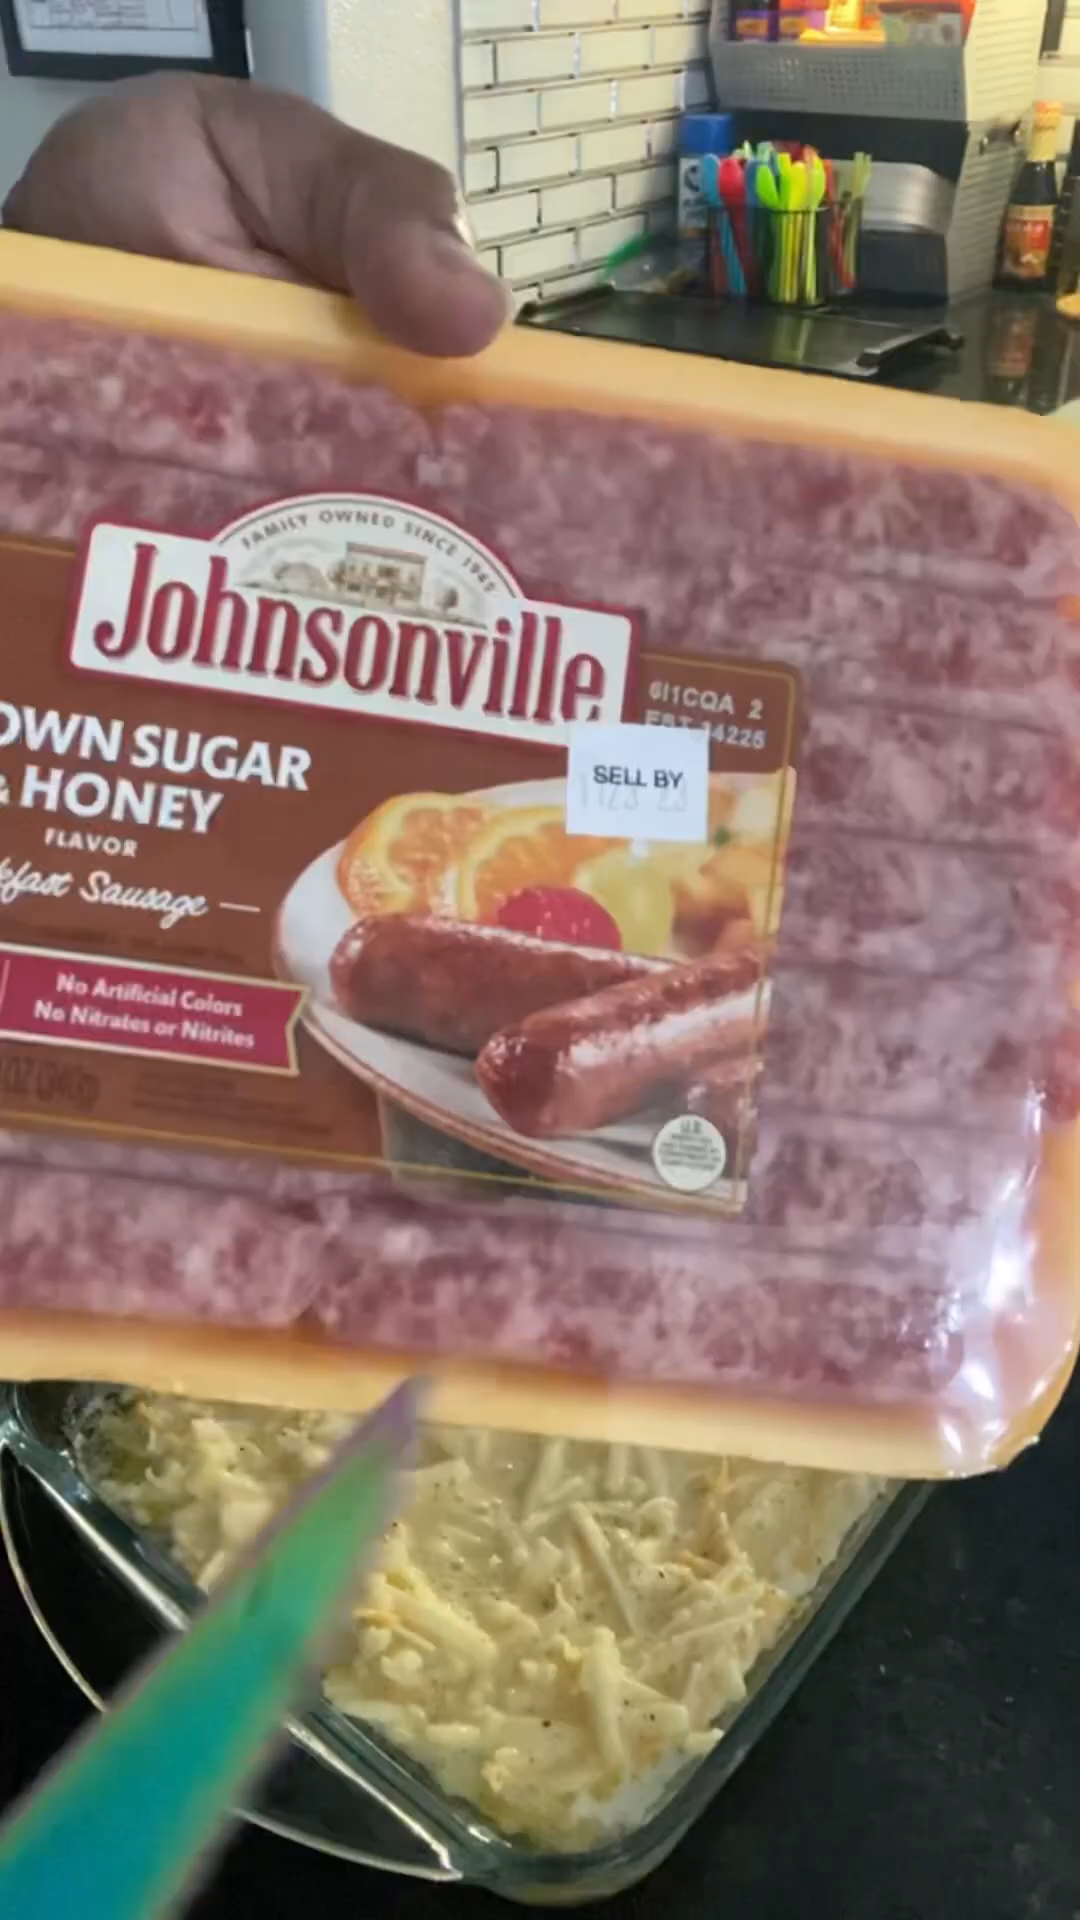 FAMILY OWNED SINCE 1945
Johnsonville
6I1CQA 2
SELL BY
OWN SUGAR
& HONEY
FLAVOR
kfast Sausage
No Artificial Colors
No Nitrates or Nitrites
U.S.